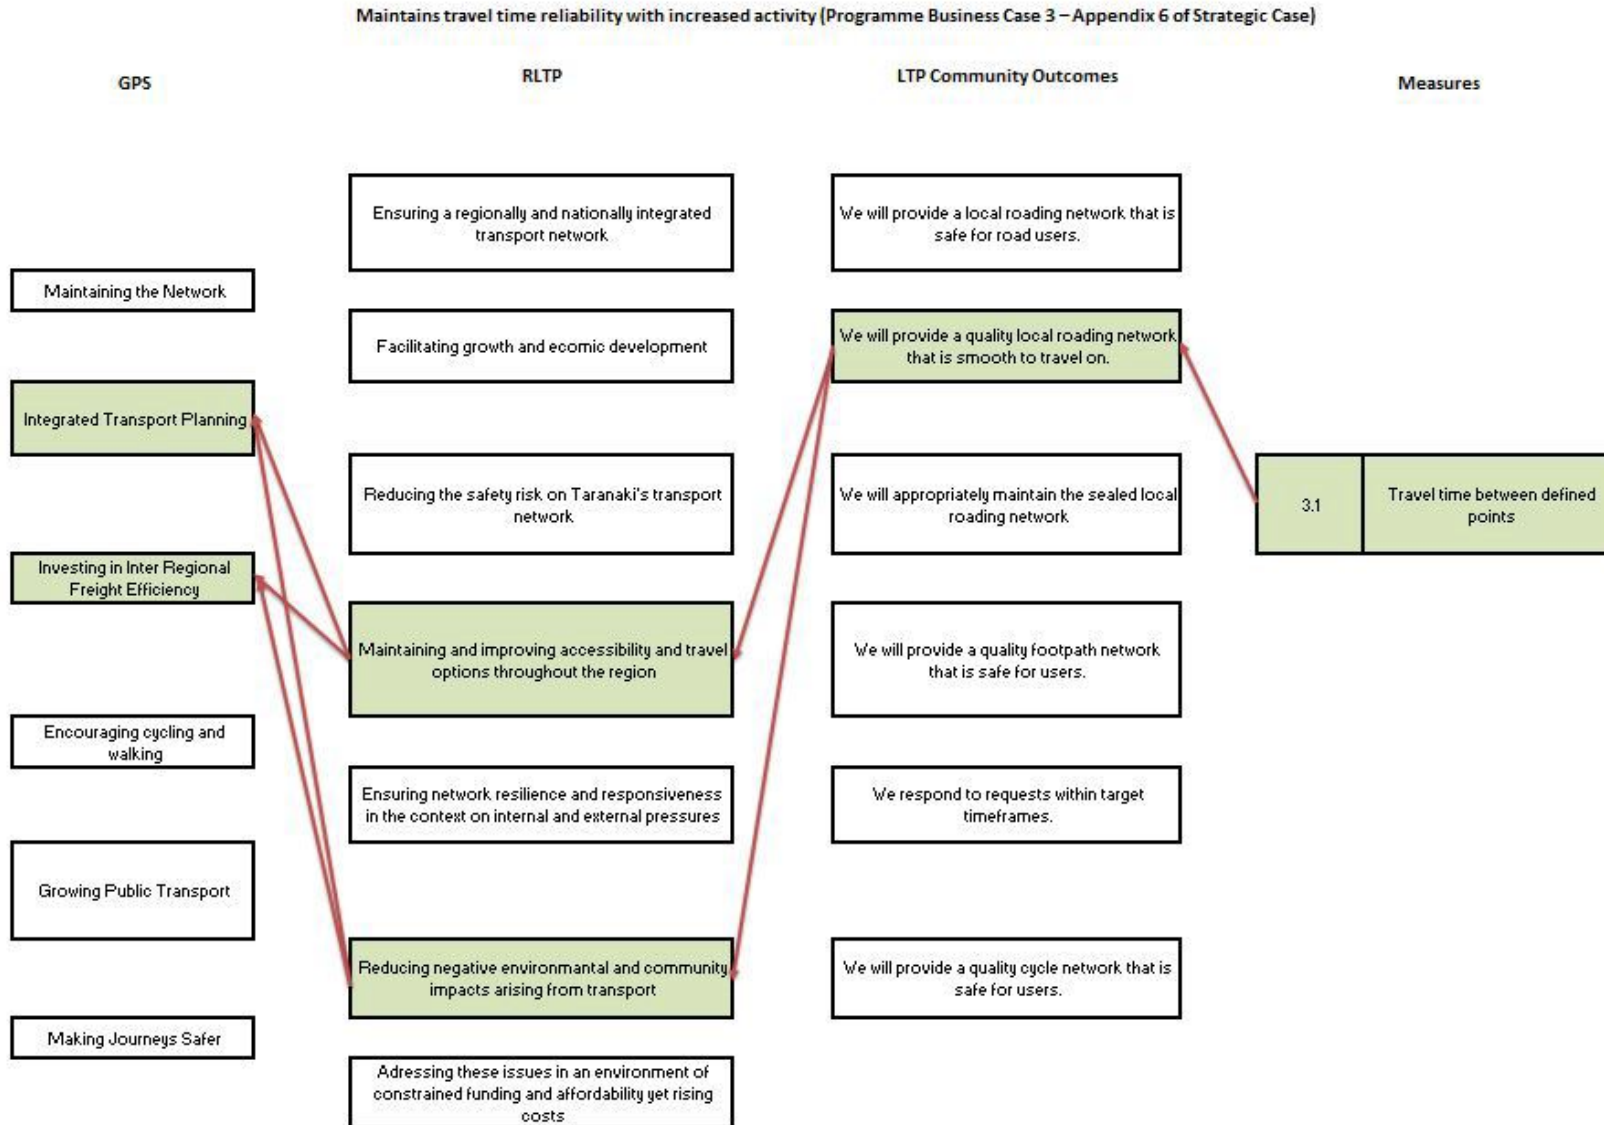 Maintains travel time reliability with increased activity (Programme Business Case 3 – Appendix 6 of Strategic Case)
GPS
RLTP
LTP Community Outcomes
Measures
Maintaining the Network
Integrated Transport Planning
Investing in Inter Regional
Freight Efficiency
Encouraging cycling and
walking
Growing Public Transport
Making Journeys Safer
Ensuring a regionally and nationally integrated
transport network
Facilitating growth and ecomic development
Reducing the safety risk on Taranaki's transport
network
Maintaining and improving accessibility and travel
options throughout the region
Ensuring network resilience and responsiveness
in the context on internal and external pressures
Reducing negative environmantal and community
impacts arising from transport
Adressing these issues in an environment of
constrained funding and affordability yet rising
costs
We will provide a local roading network that is
safe for road users.
We will provide a quality local roading network
that is smooth to travel on.
We will appropriately maintain the sealed local
roading network
We will provide a quality footpath network
that is safe for users.
We respond to requests within target
timeframes.
We will provide a quality cycle network that is
safe for users.
3.1
Travel time between defined
points